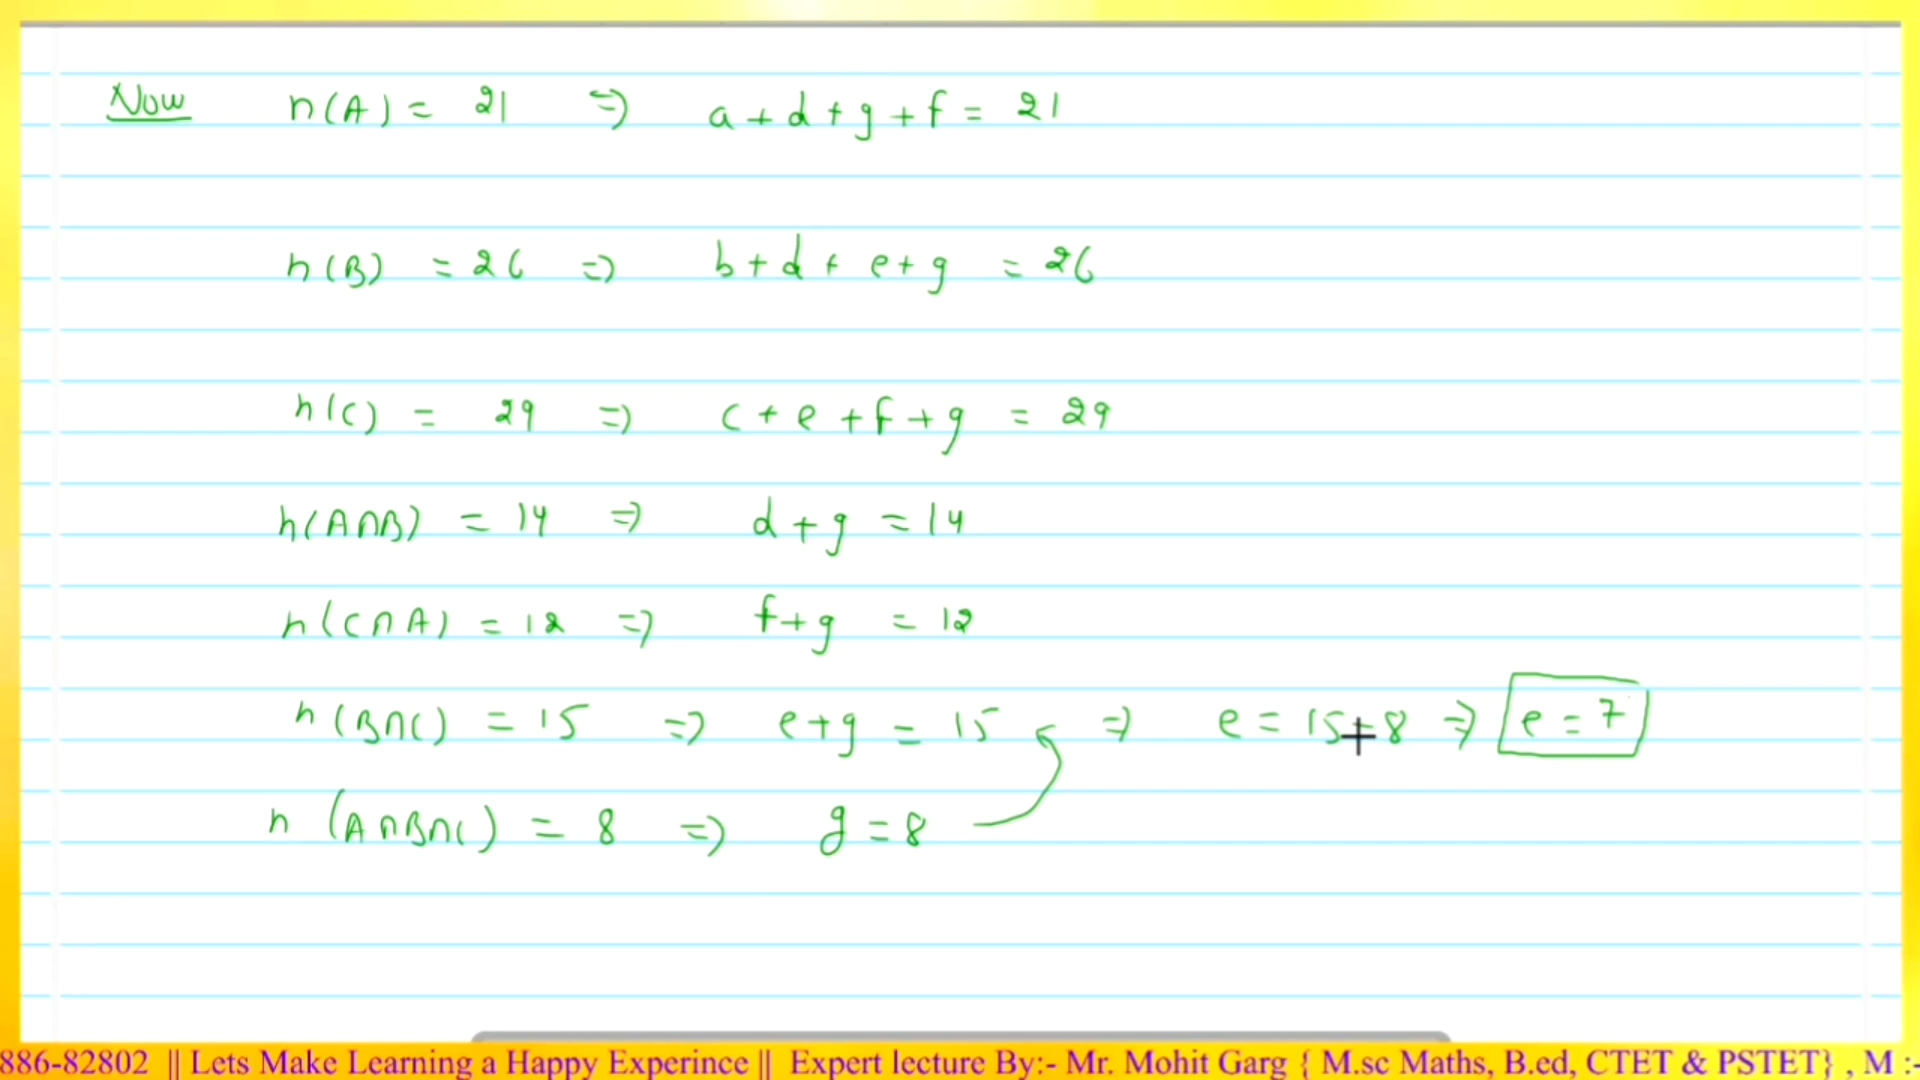 Now n(A) = 21 => a+d+g+f = 21
n(B) = 26 => b+d+e+g = 26
n(C) = 29 => c+e+f+g = 29
n(A∩B) = 14 => d+g = 14
n(C∩A) = 12 => f+g = 12
n(B∩C) = 15 => e+g = 15 => e = 15-8 => e = 7
n(A∩B∩C) = 8 => g = 8
886-82802 || Lets Make Learning a Happy Experince || Expert lecture By:- Mr. Mohit Garg { M.sc Maths, B.ed, CTET & PSTET} , M :-